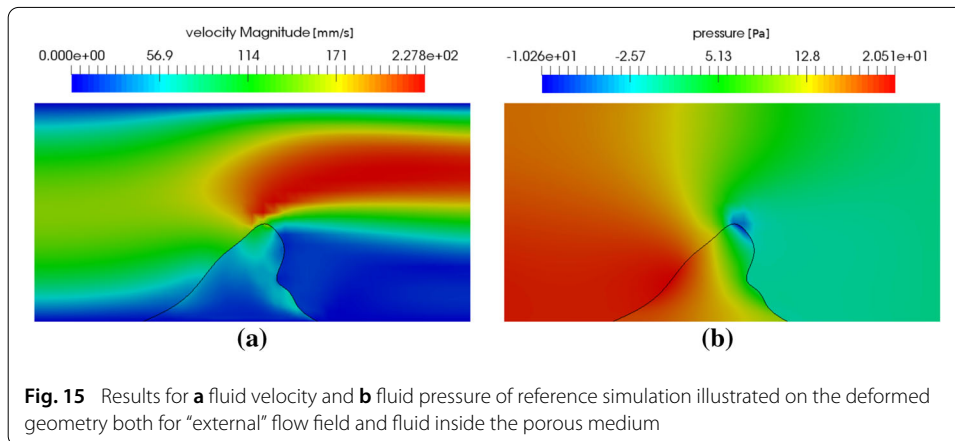 velocity Magnitude [mm/s]
0.000e+00 56.9 114 171 2.278e+02
pressure [Pa]
-1.026e+01 -2.57 5.13 12.8 2.051e+01
(a)
(b)
Fig. 15 Results for a fluid velocity and b fluid pressure of reference simulation illustrated on the deformed
geometry both for “external” flow field and fluid inside the porous medium